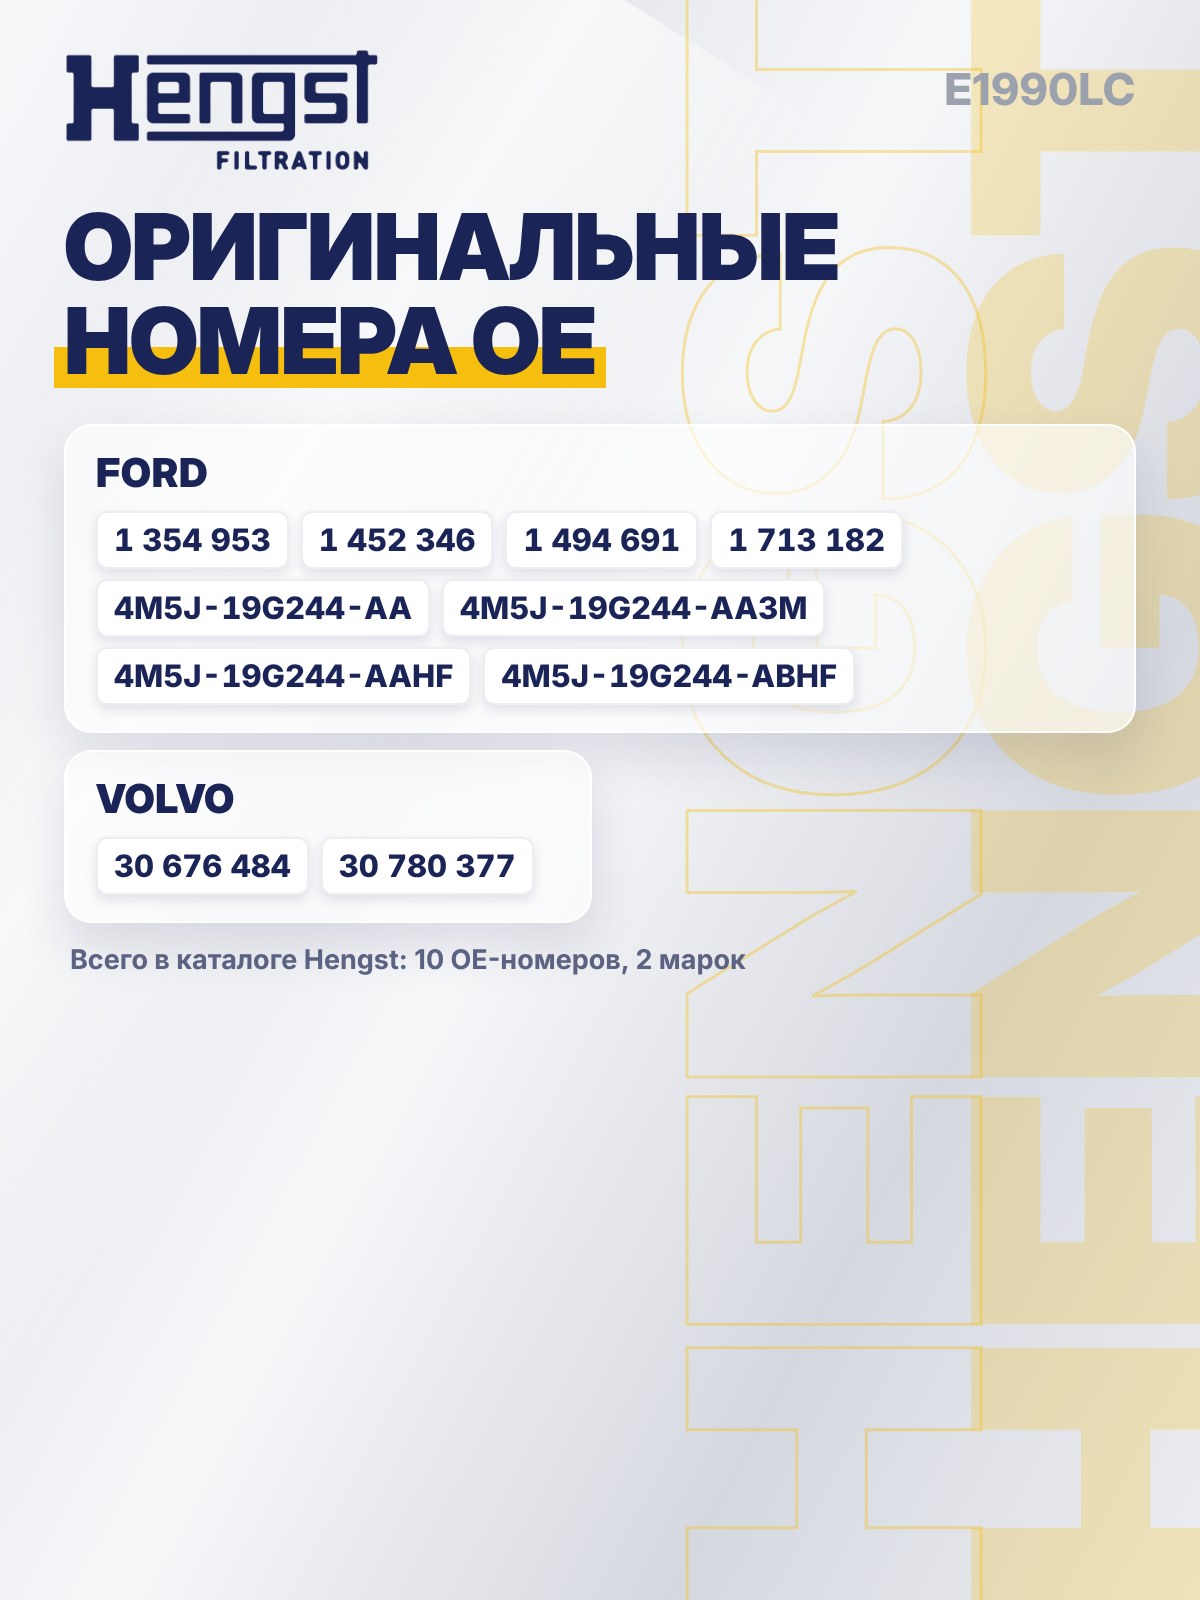 Hengst
FILTRATION
E1990LC
ОРИГИНАЛЬНЫЕ
НОМЕРА ОЕ
FORD
1 354 953 1 452 346 1 494 691 1 713 182
4M5J-19G244-AA 4M5J-19G244-AA3M
4M5J-19G244-AAHF 4M5J-19G244-ABHF
VOLVO
30 676 484 30 780 377
Всего в каталоге Hengst: 10 ОЕ-номеров, 2 марок
HENGST
HENGST